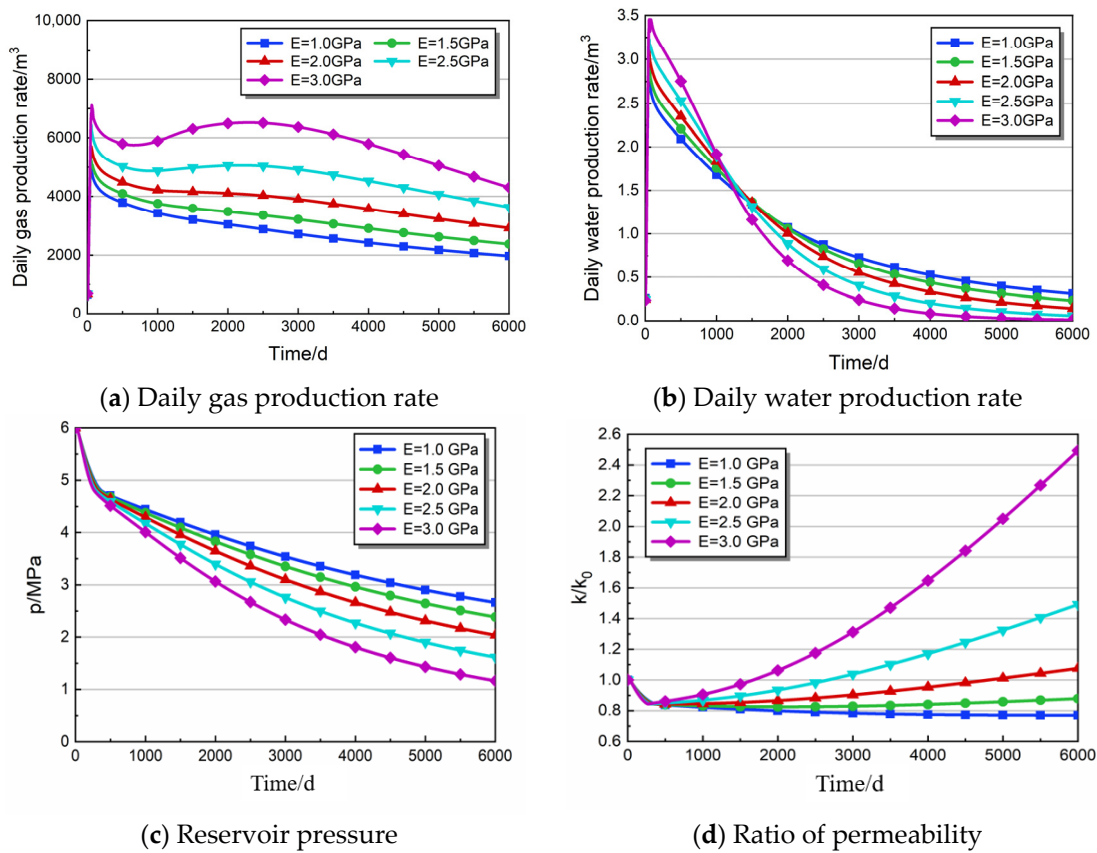 10,000
8000
6000
4000
2000
0
Daily gas production rate/m³
E=1.0GPa
E=1.5GPa
E=2.0GPa
E=2.5GPa
E=3.0GPa
0 1000 2000 3000 4000 5000 6000
Time/d
(a) Daily gas production rate
3.5
3.0
2.5
2.0
1.5
1.0
0.5
0.0
Daily water production rate/m³
E=1.0GPa
E=1.5GPa
E=2.0GPa
E=2.5GPa
E=3.0GPa
0 1000 2000 3000 4000 5000 6000
Time/d
(b) Daily water production rate
6
5
4
3
2
1
0
p/MPa
E=1.0 GPa
E=1.5 GPa
E=2.0 GPa
E=2.5 GPa
E=3.0 GPa
0 1000 2000 3000 4000 5000 6000
Time/d
(c) Reservoir pressure
2.6
2.4
2.2
2.0
1.8
1.6
1.4
1.2
1.0
0.8
0.6
k/k₀
E=1.0 GPa
E=1.5 GPa
E=2.0 GPa
E=2.5 GPa
E=3.0 GPa
0 1000 2000 3000 4000 5000 6000
Time/d
(d) Ratio of permeability